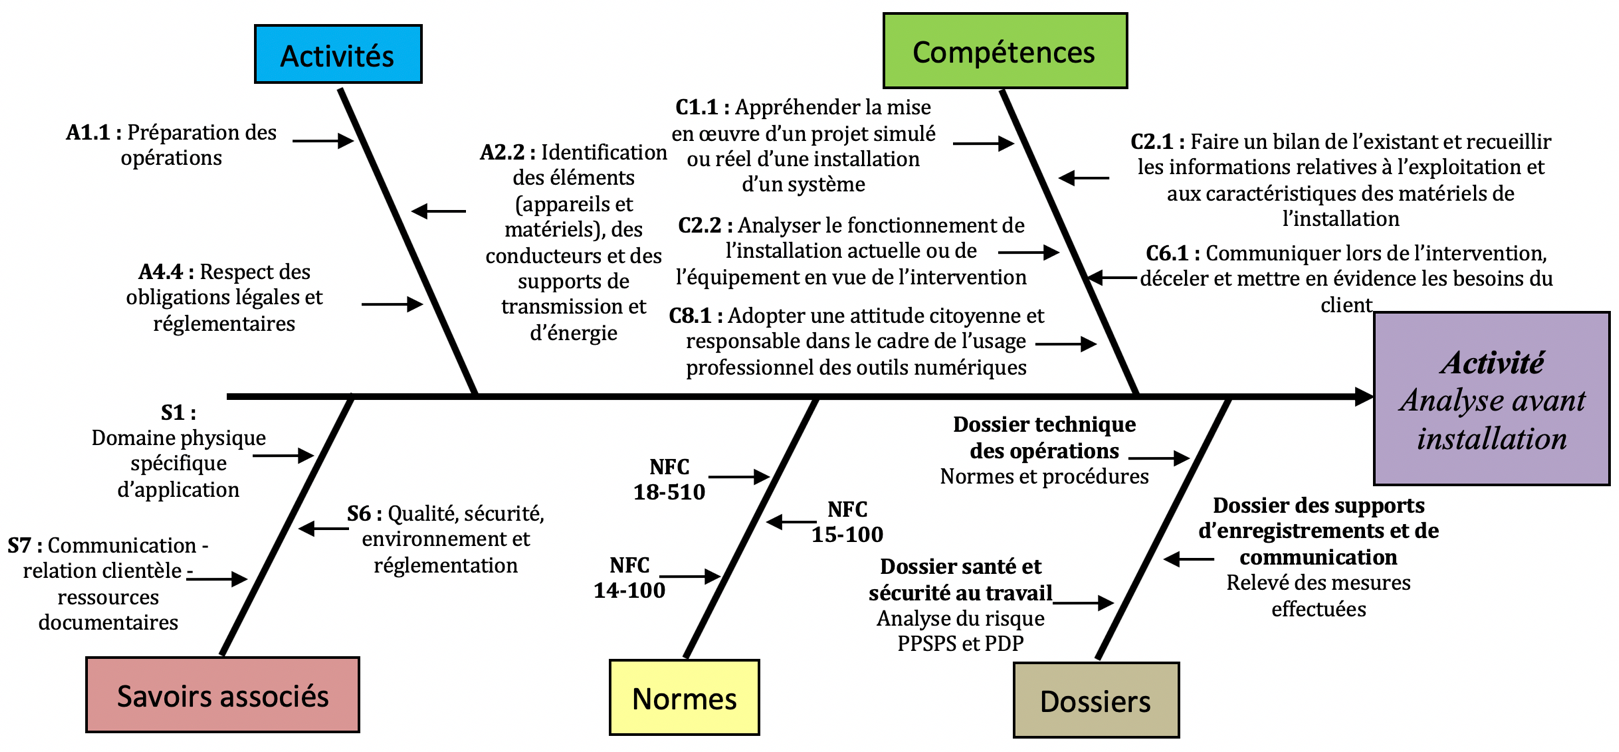 Activités
A1.1 : Préparation des
opérations
A2.2 : Identification
des éléments
(appareils et
matériels), des
conducteurs et des
supports de
transmission et
d’énergie
A4.4 : Respect des
obligations légales et
réglementaires
Compétences
C1.1 : Appréhender la mise
en œuvre d’un projet simulé
ou réel d’une installation
d’un système
C2.1 : Faire un bilan de l’existant et recueillir
les informations relatives à l’exploitation et
aux caractéristiques des matériels de
l’installation
C2.2 : Analyser le fonctionnement de
l’installation actuelle ou de
l’équipement en vue de l’intervention
C6.1 : Communiquer lors de l’intervention,
déceler et mettre en évidence les besoins du
client
C8.1 : Adopter une attitude citoyenne et
responsable dans le cadre de l’usage
professionnel des outils numériques
Activité
Analyse avant
installation
S1 :
Domaine physique
spécifique
d’application
S6 : Qualité, sécurité,
environnement et
réglementation
S7 : Communication -
relation clientèle -
ressources
documentaires
Savoirs associés
NFC
18-510
NFC
15-100
NFC
14-100
Normes
Dossier technique
des opérations
Normes et procédures
Dossier des supports
d’enregistrements et de
communication
Relevé des mesures
effectuées
Dossier santé et
sécurité au travail
Analyse du risque
PPSPS et PDP
Dossiers